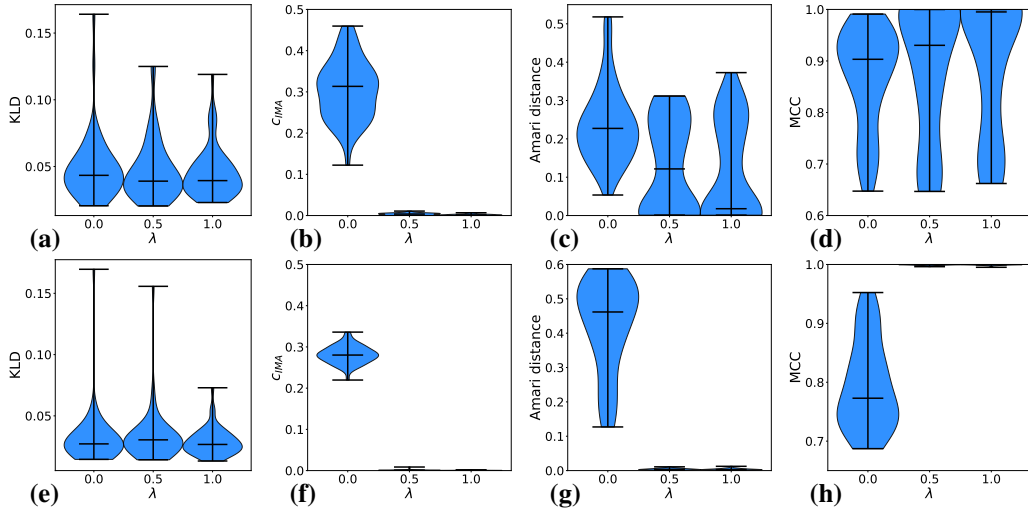 KLD
0.15
0.10
0.05
0.0 0.5 1.0
λ
(a)
c_IMA
0.5
0.4
0.3
0.2
0.1
0.0
0.0 0.5 1.0
λ
(b)
Amari distance
0.5
0.4
0.3
0.2
0.1
0.0
0.0 0.5 1.0
λ
(c)
MCC
1.0
0.9
0.8
0.7
0.6
0.0 0.5 1.0
λ
(d)
KLD
0.15
0.10
0.05
0.0 0.5 1.0
λ
(e)
c_IMA
0.5
0.4
0.3
0.2
0.1
0.0
0.0 0.5 1.0
λ
(f)
Amari distance
0.6
0.5
0.4
0.3
0.2
0.1
0.0
0.0 0.5 1.0
λ
(g)
MCC
1.0
0.9
0.8
0.7
0.0 0.5 1.0
λ
(h)